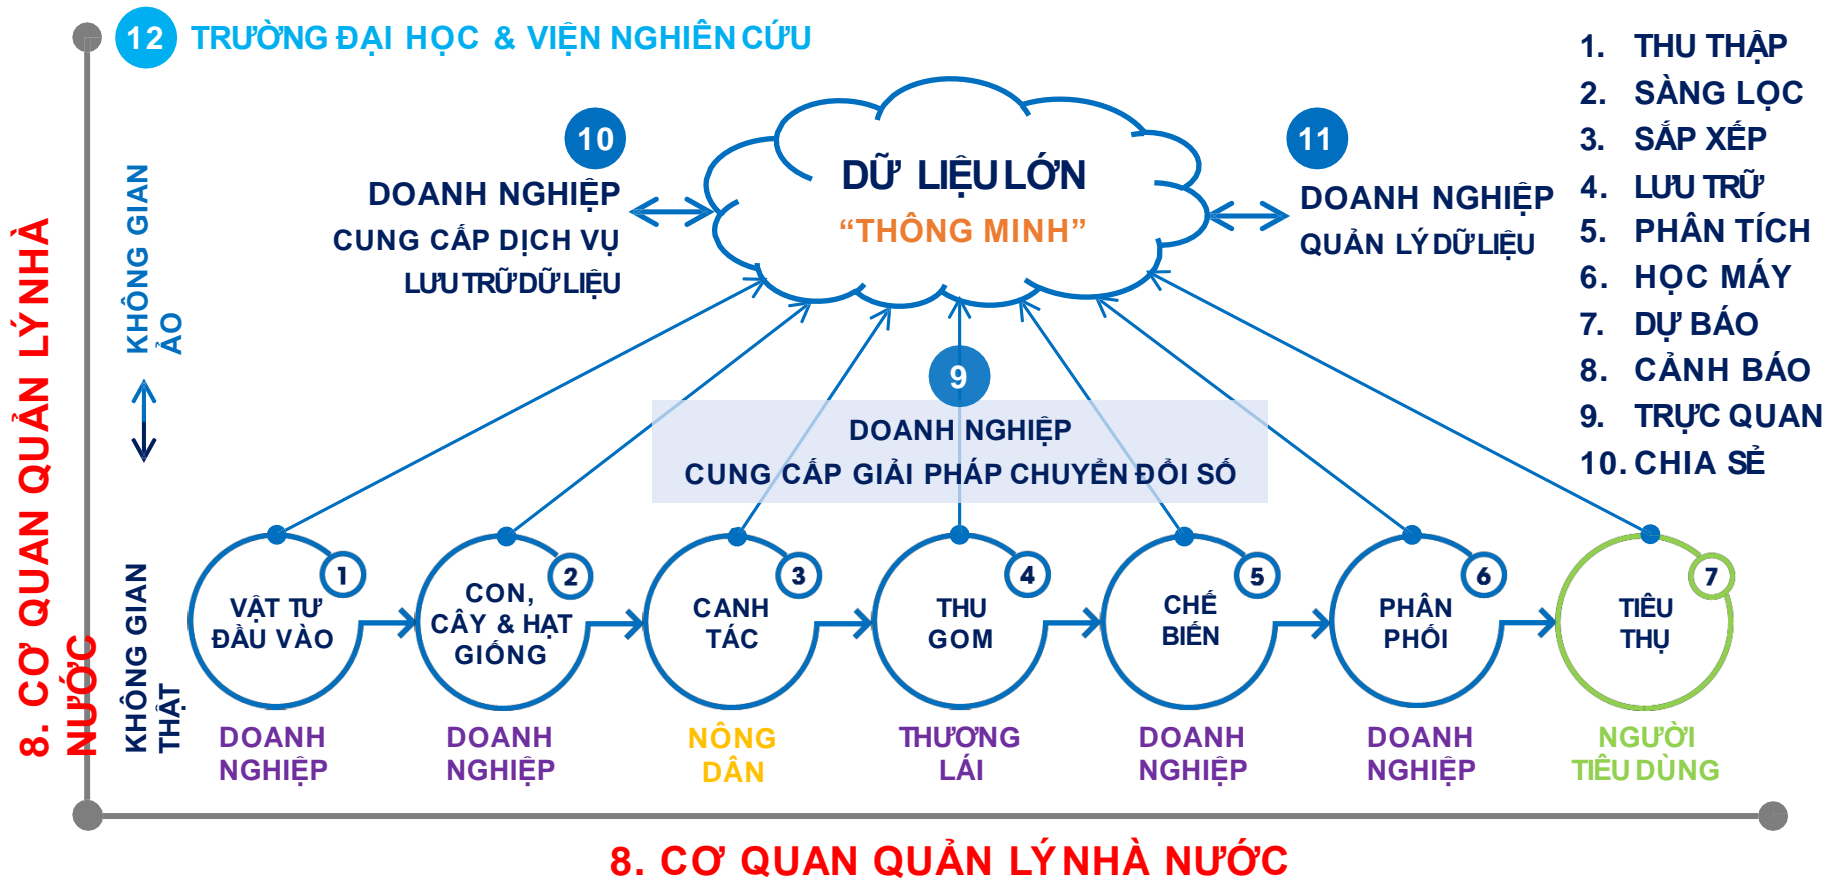 12 TRƯỜNG ĐẠI HỌC & VIỆN NGHIÊN CỨU
1. THU THẬP
2. SÀNG LỌC
3. SẮP XẾP
4. LƯU TRỮ
5. PHÂN TÍCH
6. HỌC MÁY
7. DỰ BÁO
8. CẢNH BÁO
9. TRỰC QUAN
10. CHIA SẺ
10
DOANH NGHIỆP
CUNG CẤP DỊCH VỤ
LƯU TRỮ DỮ LIỆU
DỮ LIỆU LỚN
“THÔNG MINH”
11
DOANH NGHIỆP
QUẢN LÝ DỮ LIỆU
KHÔNG GIAN
ẢO
9
DOANH NGHIỆP
CUNG CẤP GIẢI PHÁP CHUYỂN ĐỔI SỐ
8. CƠ QUAN QUẢN LÝ NHÀ
NƯỚC
KHÔNG GIAN
THẬT
1
VẬT TƯ
ĐẦU VÀO
DOANH
NGHIỆP
2
CON,
CÂY & HẠT
GIỐNG
DOANH
NGHIỆP
3
CANH
TÁC
NÔNG
DÂN
4
THU
GOM
THƯƠNG
LÁI
5
CHẾ
BIẾN
DOANH
NGHIỆP
6
PHÂN
PHỐI
DOANH
NGHIỆP
7
TIÊU
THỤ
NGƯỜI
TIÊU DÙNG
8. CƠ QUAN QUẢN LÝ NHÀ NƯỚC